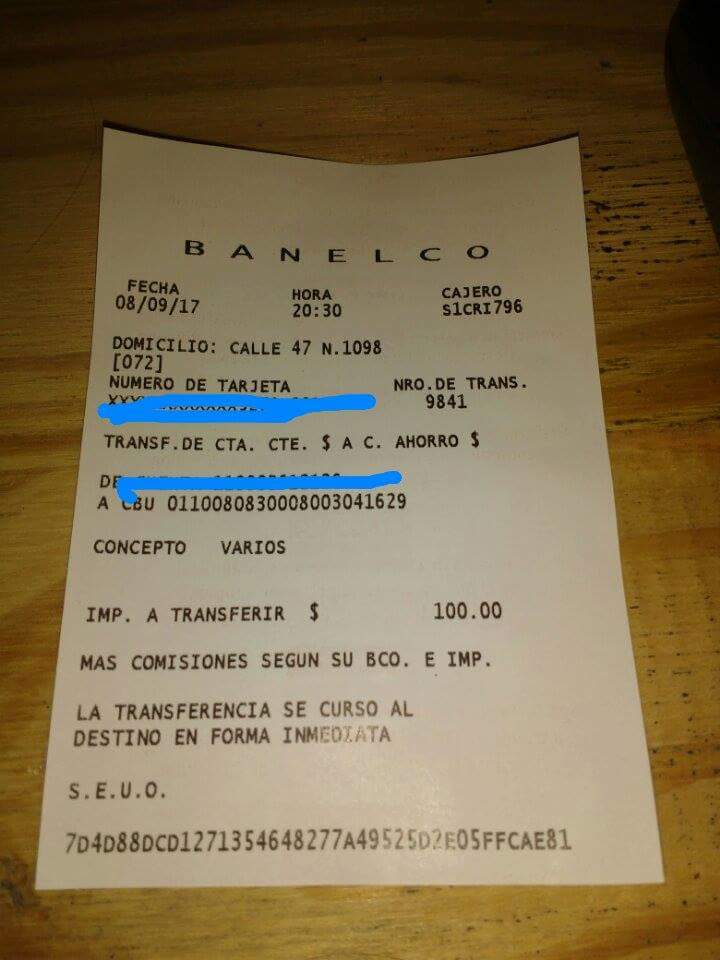 BANELCO
FECHA HORA CAJERO
08/09/17 20:30 S1CRI796
DOMICILIO: CALLE 47 N.1098
[072]
NUMERO DE TARJETA NRO.DE TRANS.
9841
TRANSF.DE CTA. CTE. $ A C. AHORRO $
DE
A CBU 0110080830008003041629
CONCEPTO VARIOS
IMP. A TRANSFERIR $ 100.00
MAS COMISIONES SEGUN SU BCO. E IMP.
LA TRANSFERENCIA SE CURSO AL
DESTINO EN FORMA INMEDIATA
S.E.U.O.
7D4D88DCD1271354648277A49525D2E05FFCAE81